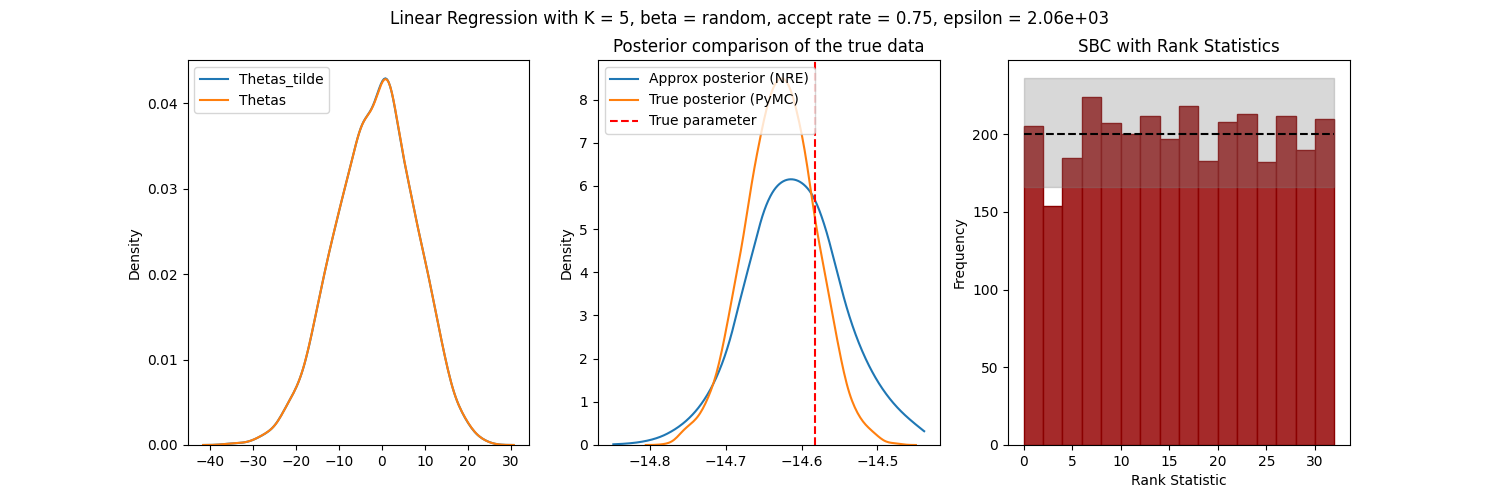 Linear Regression with K = 5, beta = random, accept rate = 0.75, epsilon = 2.06e+03
Thetas_tilde
Thetas
Density
0.04
0.03
0.02
0.01
0.00
−40 −30 −20 −10 0 10 20 30
Posterior comparison of the true data
Approx posterior (NRE)
True posterior (PyMC)
True parameter
Density
8
7
6
5
4
3
2
1
0
−14.8 −14.7 −14.6 −14.5
SBC with Rank Statistics
Frequency
200
150
100
50
0
0 5 10 15 20 25 30
Rank Statistic